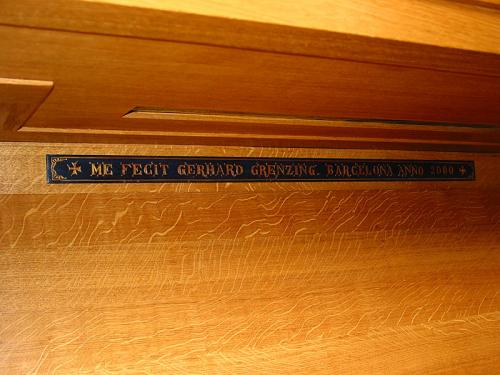 ME FECIT GERHARD GRENZING. BARCELONA ANNO 2000